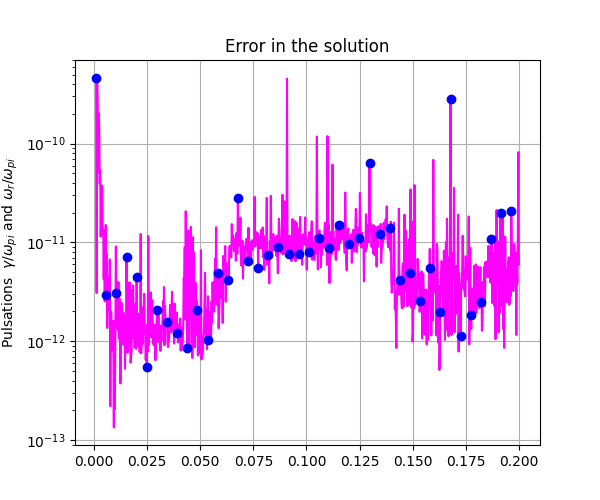 Error in the solution
Pulsations γ/ω_pi and ω_r/ω_pi
10^−10
10^−11
10^−12
10^−13
0.000 0.025 0.050 0.075 0.100 0.125 0.150 0.175 0.200